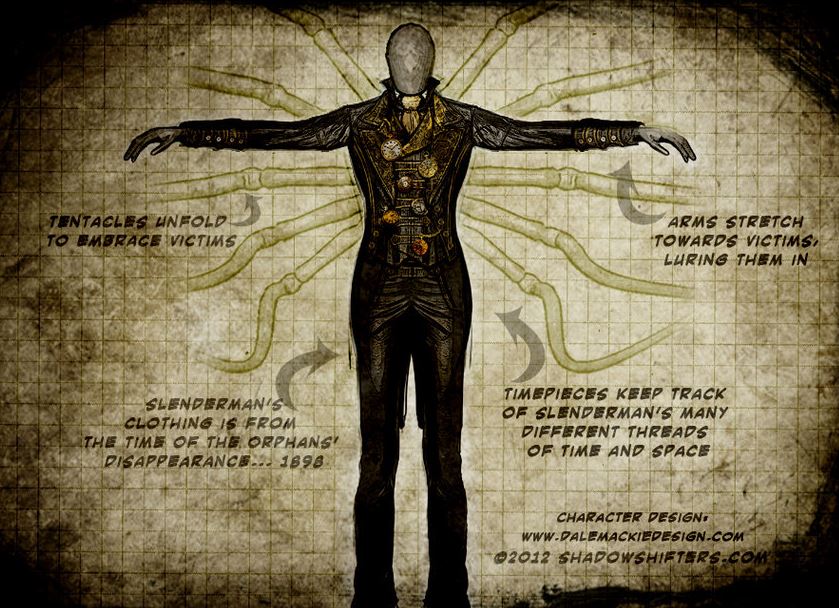 TENTACLES UNFOLD
TO EMBRACE VICTIMS
ARMS STRETCH
TOWARDS VICTIMS,
LURING THEM IN
SLENDERMAN'S
CLOTHING IS FROM
THE TIME OF THE ORPHANS'
DISAPPEARANCE... 1898
TIMEPIECES KEEP TRACK
OF SLENDERMAN'S MANY
DIFFERENT THREADS
OF TIME AND SPACE
CHARACTER DESIGN:
WWW.DALEMACKIEDESIGN.COM
©2012 SHADOWSHIFTERS.COM